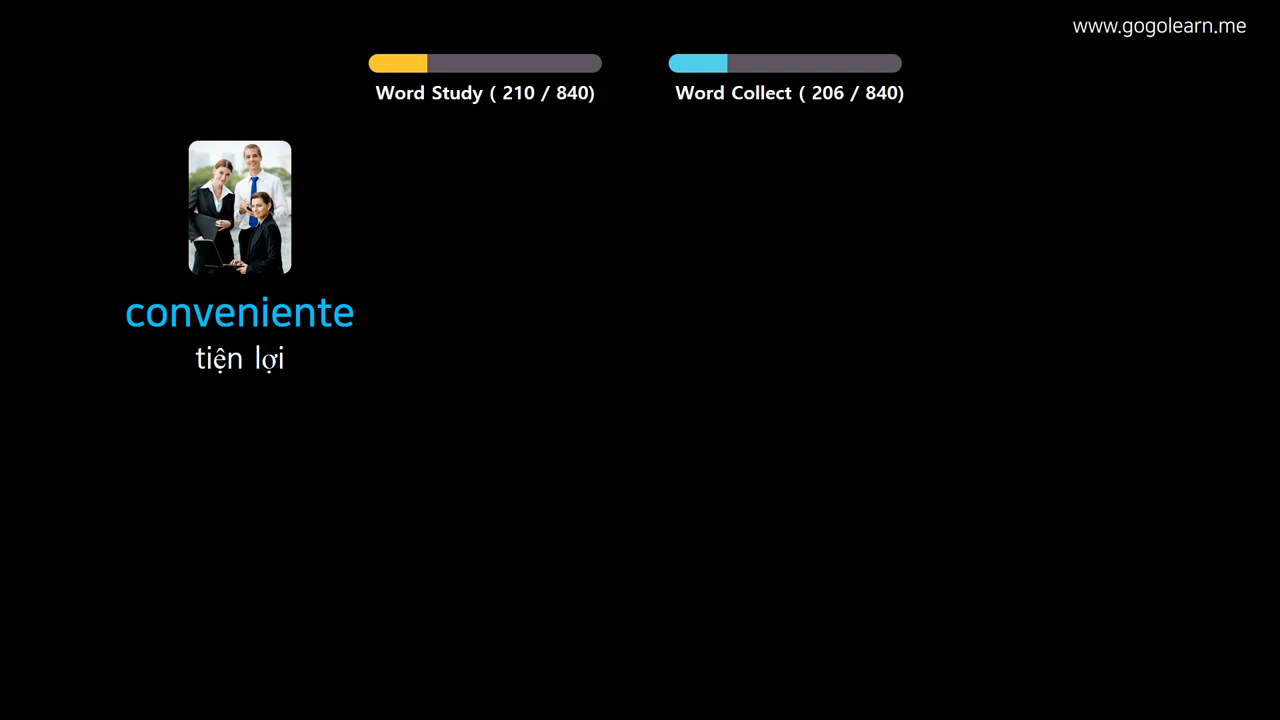 www.gogolearn.me
Word Study ( 210 / 840)
Word Collect ( 206 / 840)
conveniente
tiện lợi